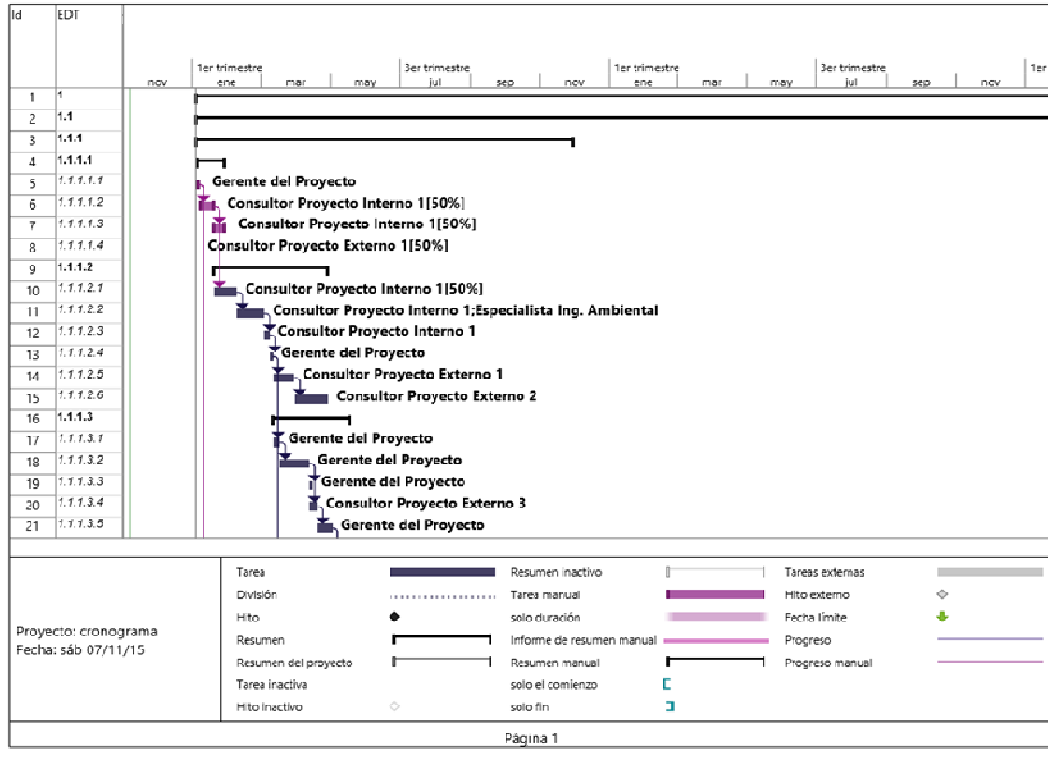 Id EDT
1er trimestre 3er trimestre 1er trimestre 3er trimestre 1er
nov ene mar may jul sep nov ene mar may jul sep nov
1 1
2 1.1
3 1.1.1
4 1.1.1.1
5 1.1.1.1.1 Gerente del Proyecto
6 1.1.1.1.2 Consultor Proyecto Interno 1[50%]
7 1.1.1.1.3 Consultor Proyecto Interno 1[50%]
8 1.1.1.1.4 Consultor Proyecto Externo 1[50%]
9 1.1.1.2
10 1.1.1.2.1 Consultor Proyecto Interno 1[50%]
11 1.1.1.2.2 Consultor Proyecto Interno 1;Especialista Ing. Ambiental
12 1.1.1.2.3 Consultor Proyecto Interno 1
13 1.1.1.2.4 Gerente del Proyecto
14 1.1.1.2.5 Consultor Proyecto Externo 1
15 1.1.1.2.6 Consultor Proyecto Externo 2
16 1.1.1.3
17 1.1.1.3.1 Gerente del Proyecto
18 1.1.1.3.2 Gerente del Proyecto
19 1.1.1.3.3 Gerente del Proyecto
20 1.1.1.3.4 Consultor Proyecto Externo 3
21 1.1.1.3.5 Gerente del Proyecto
Proyecto: cronograma
Fecha: sáb 07/11/15
Tarea Resumen inactivo Tareas externas
División Tarea manual Hito externo
Hito solo duración Fecha límite
Resumen Informe de resumen manual Progreso
Resumen del proyecto Resumen manual Progreso manual
Tarea inactiva solo el comienzo
Hito inactivo solo fin
Página 1